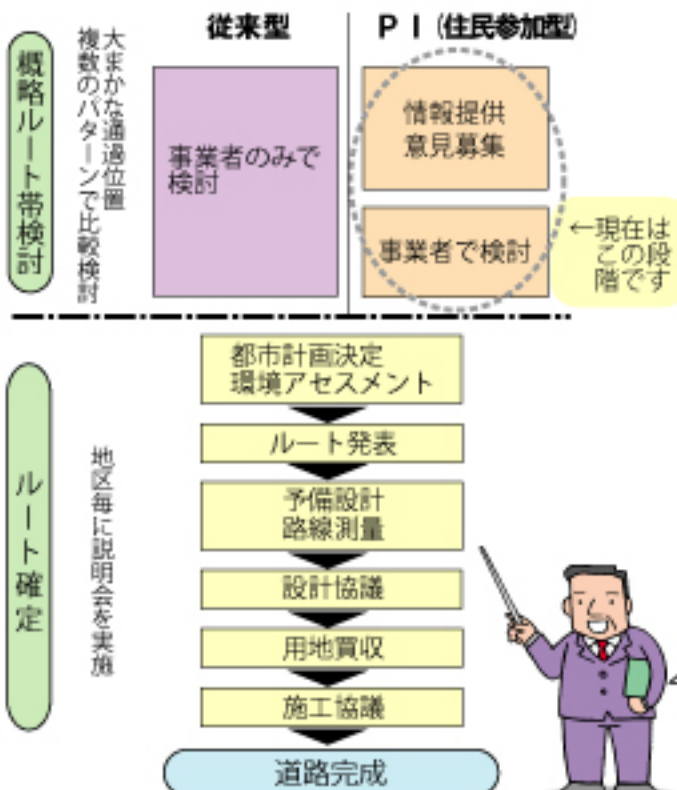 従来型
PI(住民参加型)
概略ルート帯検討
大まかな通過位置
複数のパターンで比較検討
事業者のみで
検討
情報提供
意見募集
事業者で検討
←現在は
この段
階です
ルート確定
地区毎に説明会を実施
都市計画決定
環境アセスメント
ルート発表
予備設計
路線測量
設計協議
用地買収
施工協議
道路完成